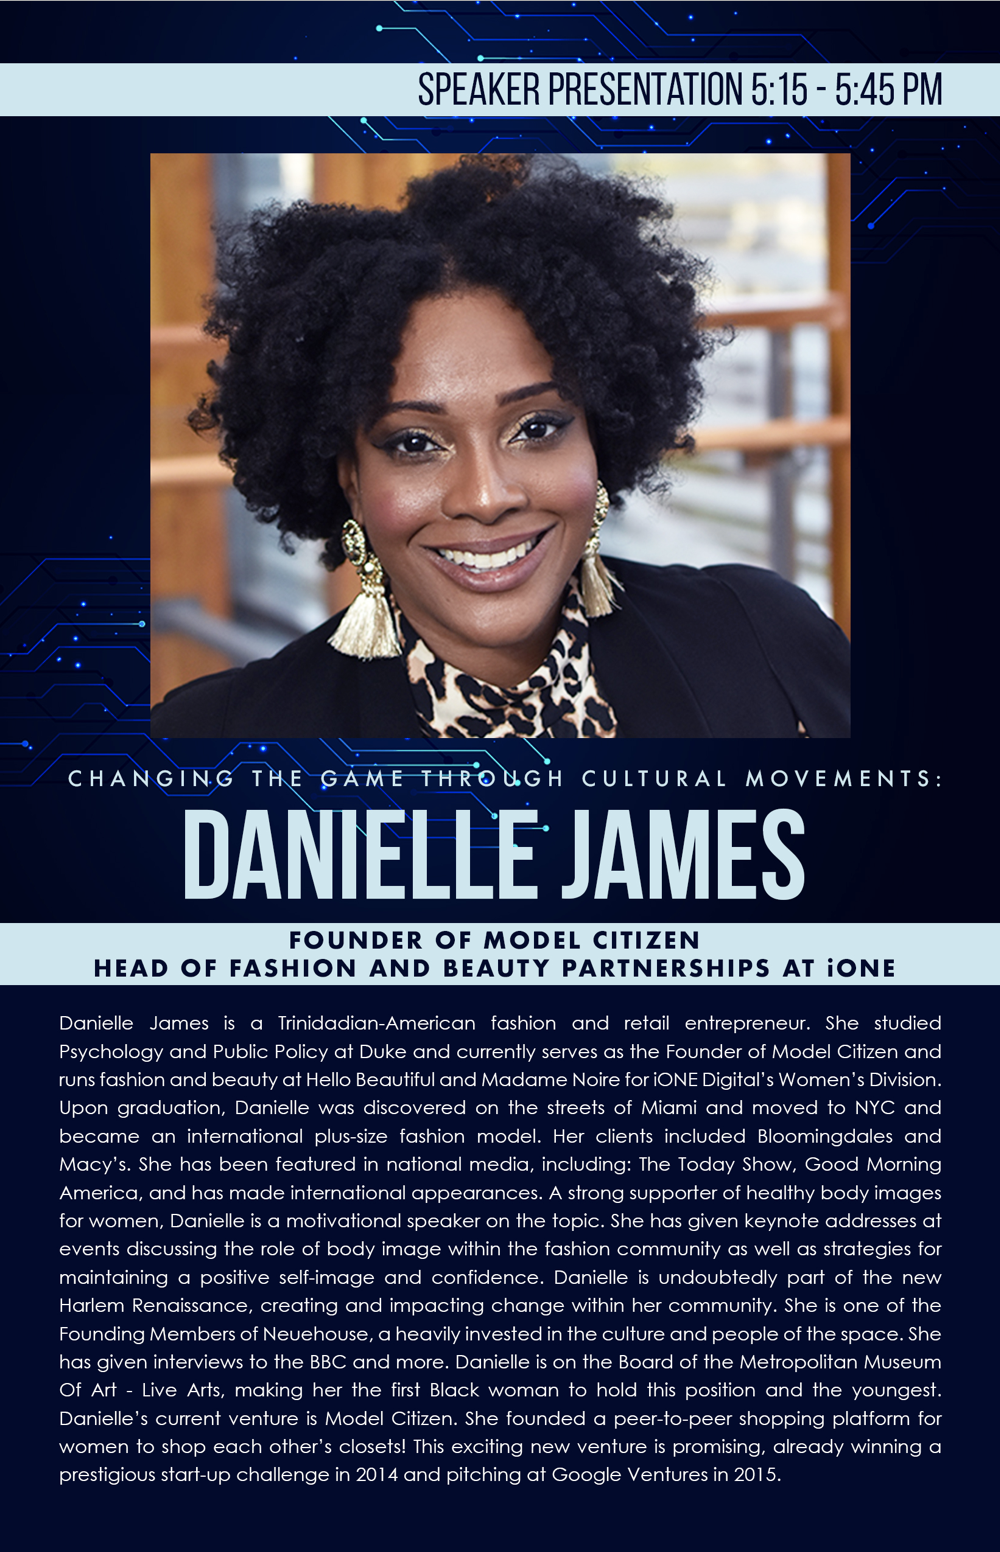 SPEAKER PRESENTATION 5:15 - 5:45 PM
CHANGING THE GAME THROUGH CULTURAL MOVEMENTS:
DANIELLE JAMES
FOUNDER OF MODEL CITIZEN
HEAD OF FASHION AND BEAUTY PARTNERSHIPS AT iONE
Danielle James is a Trinidadian-American fashion and retail entrepreneur. She studied
Psychology and Public Policy at Duke and currently serves as the Founder of Model Citizen and
runs fashion and beauty at Hello Beautiful and Madame Noire for iONE Digital's Women's Division.
Upon graduation, Danielle was discovered on the streets of Miami and moved to NYC and
became an international plus-size fashion model. Her clients included Bloomingdales and
Macy's. She has been featured in national media, including: The Today Show, Good Morning
America, and has made international appearances. A strong supporter of healthy body images
for women, Danielle is a motivational speaker on the topic. She has given keynote addresses at
events discussing the role of body image within the fashion community as well as strategies for
maintaining a positive self-image and confidence. Danielle is undoubtedly part of the new
Harlem Renaissance, creating and impacting change within her community. She is one of the
Founding Members of Neuehouse, a heavily invested in the culture and people of the space. She
has given interviews to the BBC and more. Danielle is on the Board of the Metropolitan Museum
Of Art - Live Arts, making her the first Black woman to hold this position and the youngest.
Danielle's current venture is Model Citizen. She founded a peer-to-peer shopping platform for
women to shop each other's closets! This exciting new venture is promising, already winning a
prestigious start-up challenge in 2014 and pitching at Google Ventures in 2015.